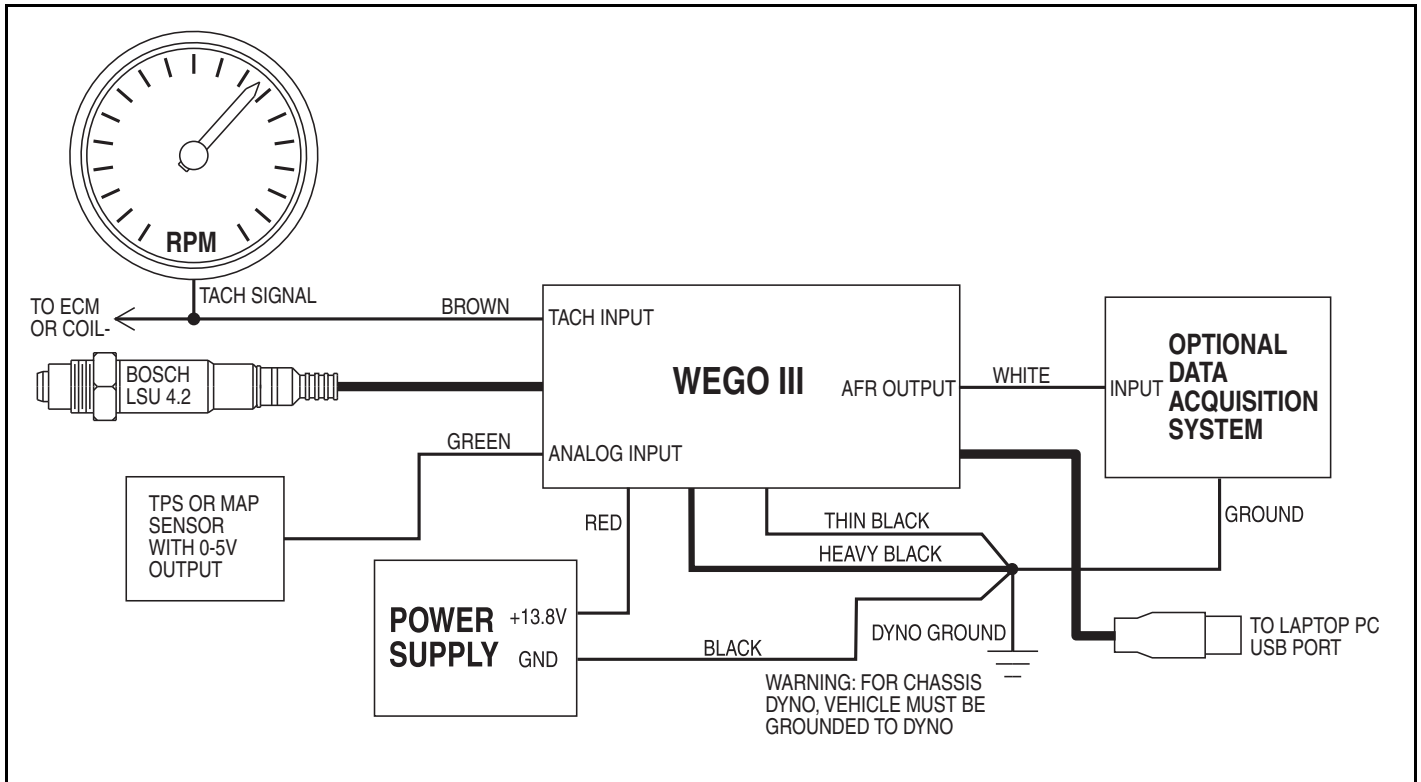 RPM
TACH SIGNAL
TO ECM
OR COIL-
BROWN
TACH INPUT
BOSCH
LSU 4.2
WEGO III
AFR OUTPUT
WHITE
INPUT
OPTIONAL
DATA
ACQUISITION
SYSTEM
GREEN
ANALOG INPUT
TPS OR MAP
SENSOR
WITH 0-5V
OUTPUT
RED
THIN BLACK
HEAVY BLACK
GROUND
POWER
SUPPLY
+13.8V
GND
BLACK
DYNO GROUND
TO LAPTOP PC
USB PORT
WARNING: FOR CHASSIS
DYNO, VEHICLE MUST BE
GROUNDED TO DYNO